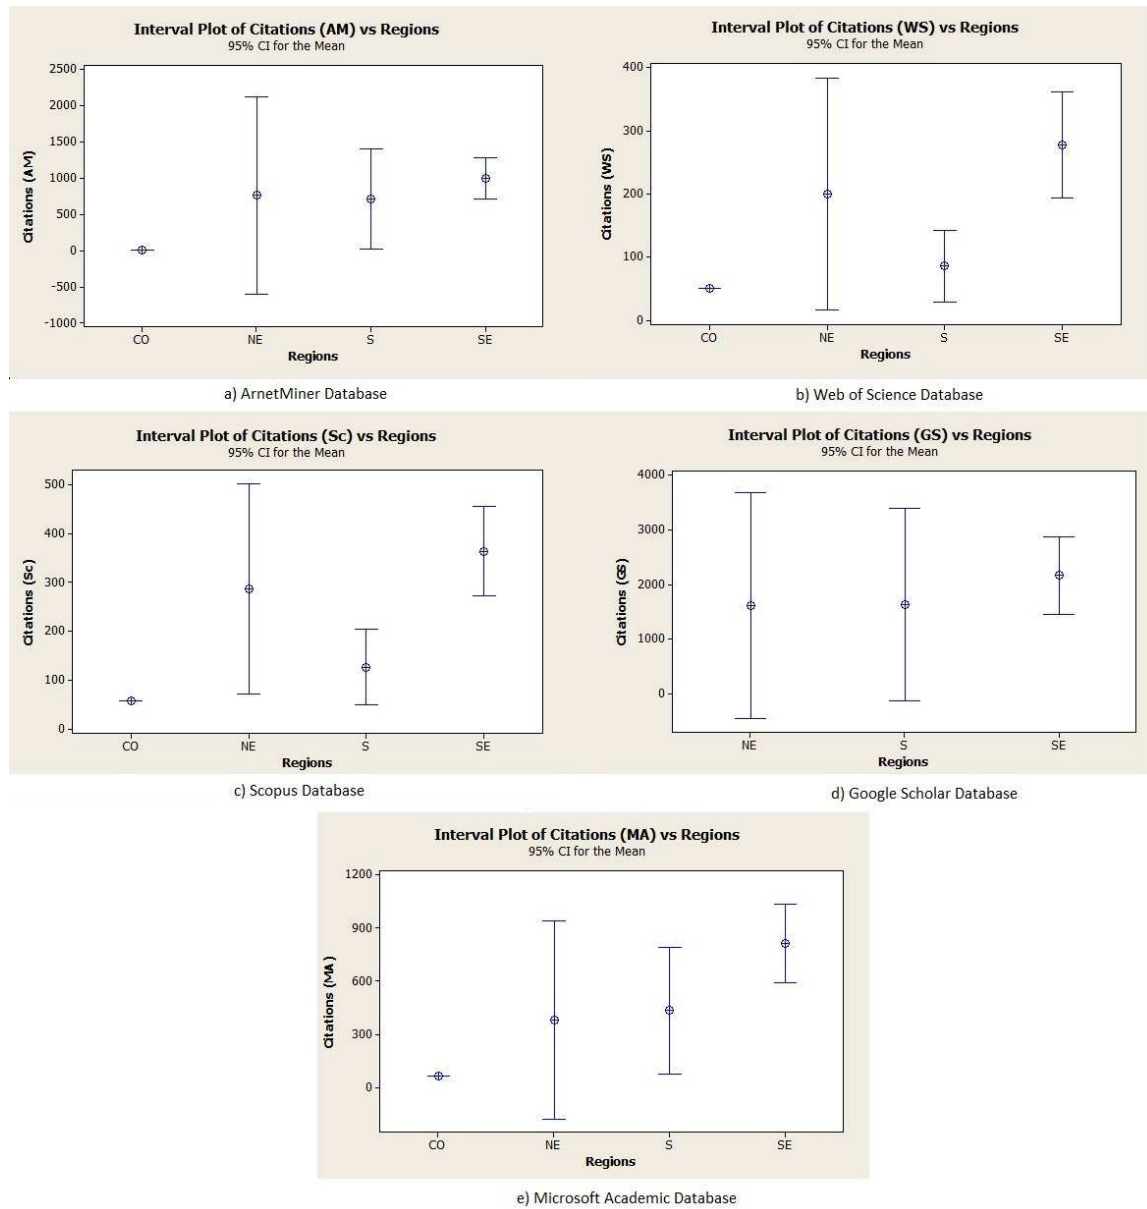 Interval Plot of Citations (AM) vs Regions
95% CI for the Mean
2500
2000
1500
1000
500
0
-500
-1000
Citations (AM)
CO NE S SE
Regions
a) ArnetMiner Database
Interval Plot of Citations (WS) vs Regions
95% CI for the Mean
400
300
200
100
0
Citations (WS)
CO NE S SE
Regions
b) Web of Science Database
Interval Plot of Citations (Sc) vs Regions
95% CI for the Mean
500
400
300
200
100
0
Citations (Sc)
CO NE S SE
Regions
c) Scopus Database
Interval Plot of Citations (GS) vs Regions
95% CI for the Mean
4000
3000
2000
1000
0
Citations (GS)
NE S SE
Regions
d) Google Scholar Database
Interval Plot of Citations (MA) vs Regions
95% CI for the Mean
1200
900
600
300
0
Citations (MA)
CO NE S SE
Regions
e) Microsoft Academic Database